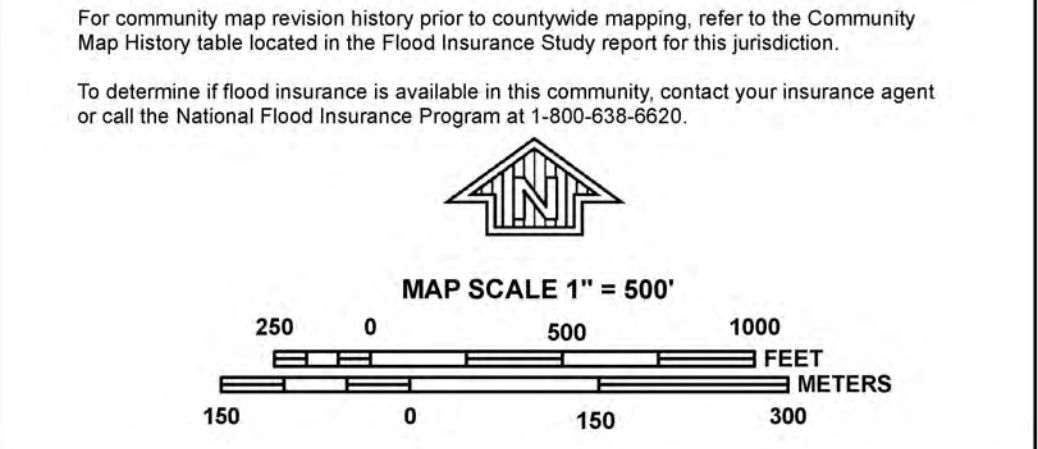 For community map revision history prior to countywide mapping, refer to the Community
Map History table located in the Flood Insurance Study report for this jurisdiction.
To determine if flood insurance is available in this community, contact your insurance agent
or call the National Flood Insurance Program at 1-800-638-6620.
N
MAP SCALE 1" = 500'
250 0 500 1000
FEET
METERS
150 0 150 300